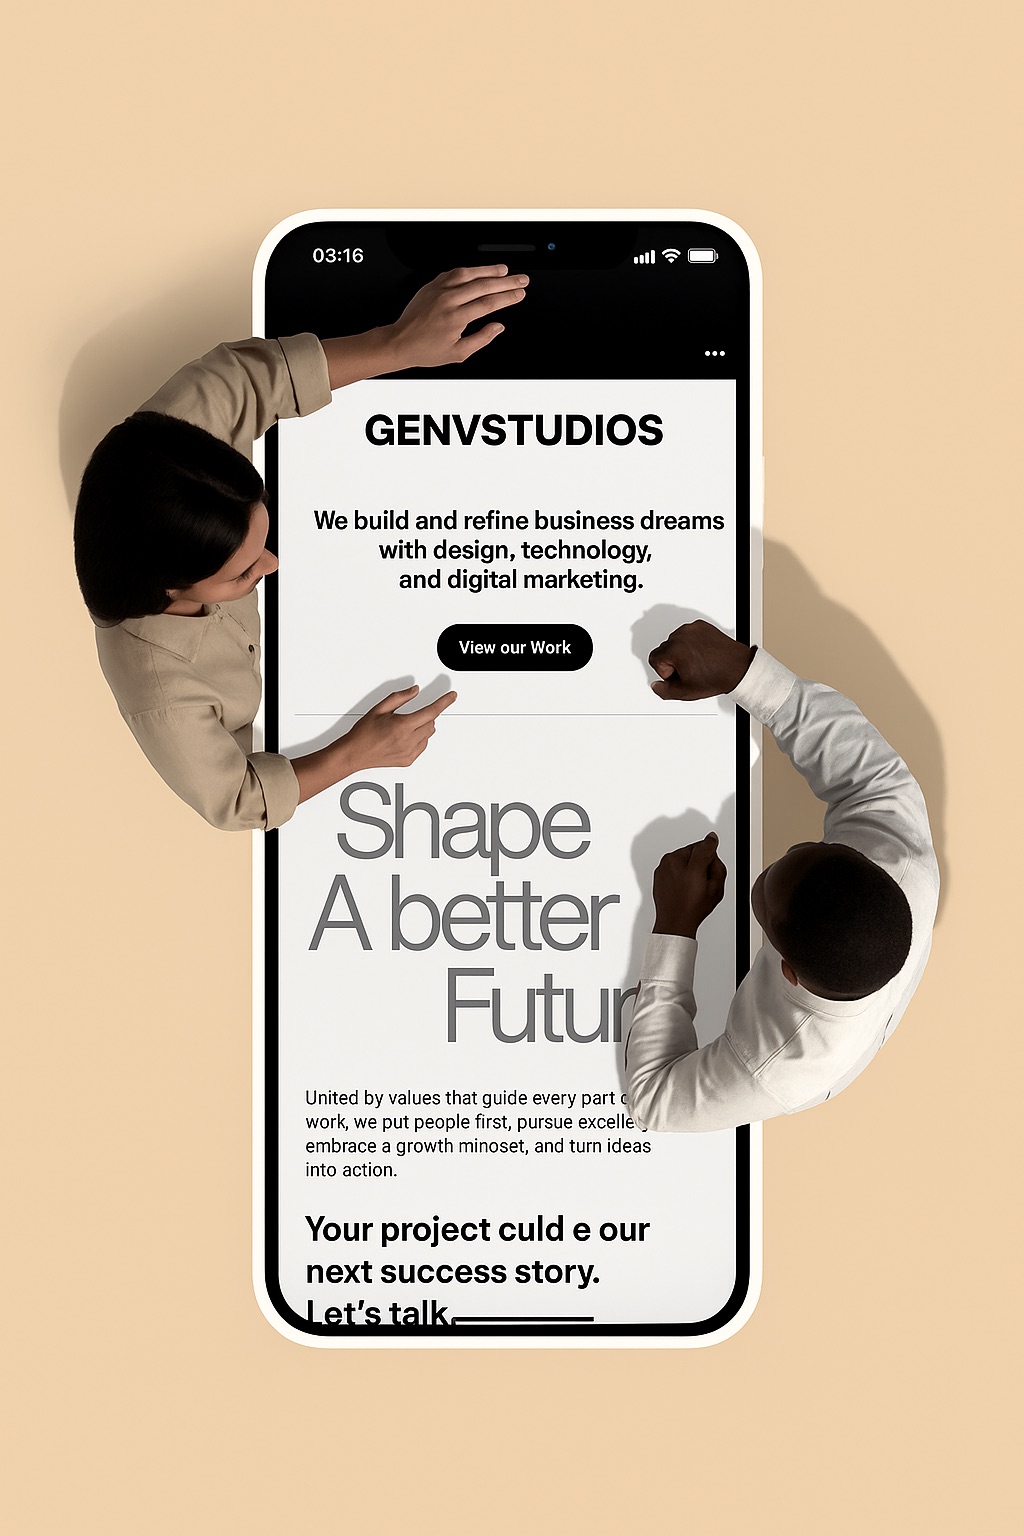 03:16
GENVSTUDIOS
We build and refine business dreams
with design, technology,
and digital marketing.
View our Work
Shape
A better
Futur
United by values that guide every part
work, we put people first, pursue excelle
embrace a growth minoset, and turn ideas
into action.
Your project culd e our
next success story.
Let's talk.